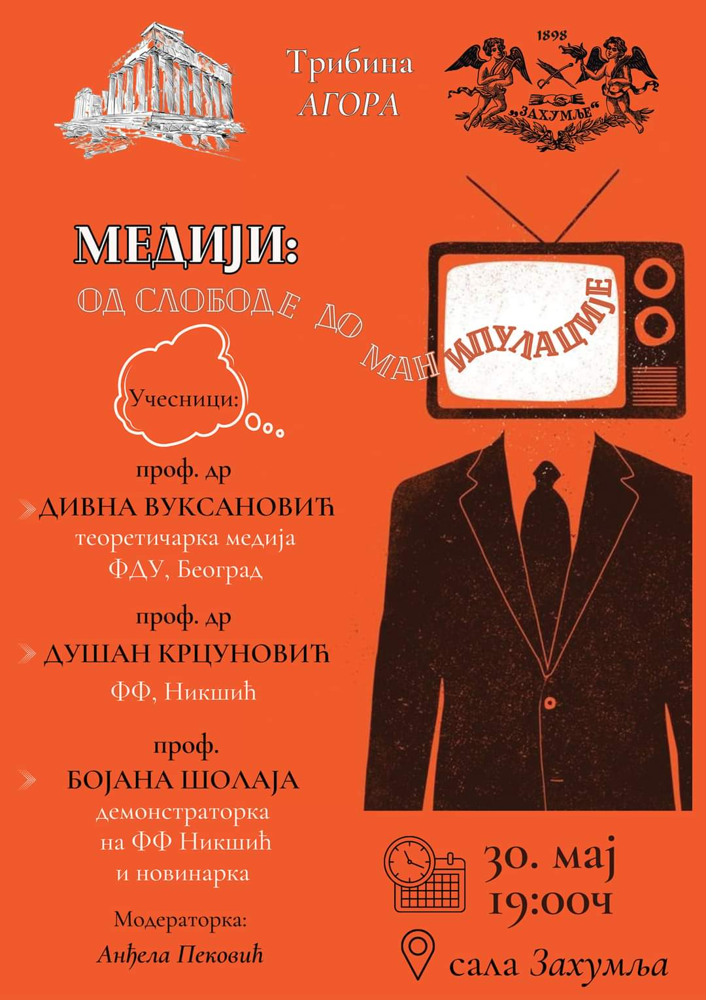 Трибина
АГОРА
1898
„ЗАХУМЉЕ“
МЕДИЈИ:
ОД СЛОБОДЕ ДО МАНИПУЛАЦИЈЕ
Учесници:
проф. др
ДИВНА ВУКСАНОВИЋ
теоретичарка медија
ФДУ, Београд
проф. др
ДУШАН КРЦУНОВИЋ
ФФ, Никшић
проф.
БОЈАНА ШОЛАЈА
демонстраторка
на ФФ Никшић
и новинарка
Модераторка:
Анђела Пековић
30. мај
19:00ч
сала Захумља